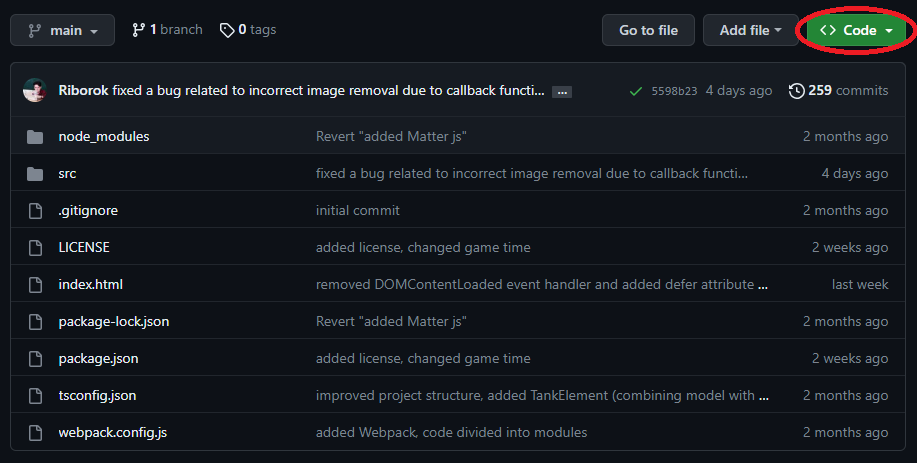 main 1 branch 0 tags Go to file Add file <> Code
Riborok fixed a bug related to incorrect image removal due to callback functi... ... 5598b23 4 days ago 259 commits
node_modules Revert "added Matter js" 2 months ago
src fixed a bug related to incorrect image removal due to callback functi... 4 days ago
.gitignore initial commit 2 months ago
LICENSE added license, changed game time 2 weeks ago
index.html removed DOMContentLoaded event handler and added defer attribute ... last week
package-lock.json Revert "added Matter js" 2 months ago
package.json added license, changed game time 2 weeks ago
tsconfig.json improved project structure, added TankElement (combining model with ... 2 months ago
webpack.config.js added Webpack, code divided into modules 2 months ago